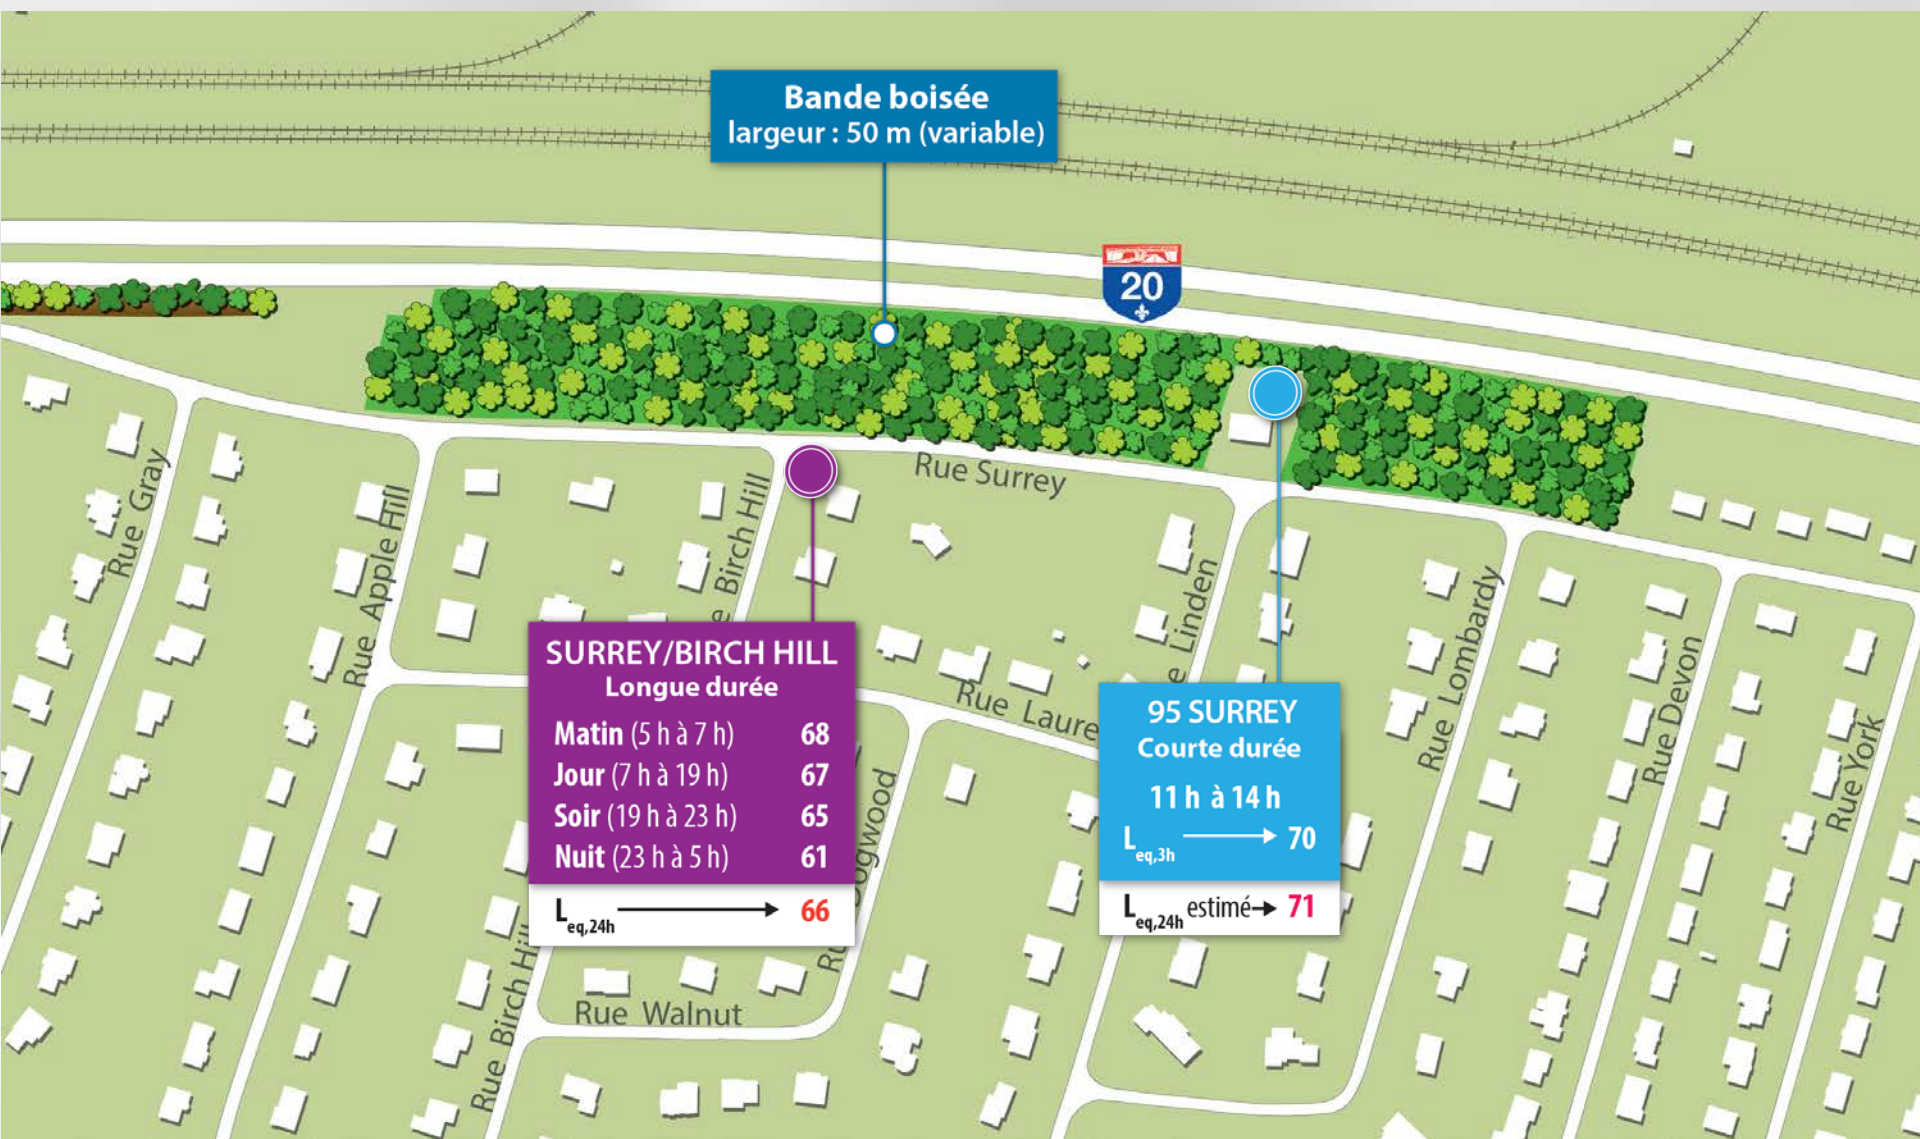 Bande boisée
largeur : 50 m (variable)
20
Rue Surrey
Rue Gray
Rue Apple Hill
Birch Hill
Linden
Rue Lombardy
Rue Devon
Rue York
Rue Laure
SURREY/BIRCH HILL
Longue durée
Matin (5 h à 7 h) 68
Jour (7 h à 19 h) 67
Soir (19 h à 23 h) 65
Nuit (23 h à 5 h) 61
Leq,24h 66
95 SURREY
Courte durée
11 h à 14 h
Leq,3h 70
Leq,24h estimé 71
Rue Birch Hill
Rue Walnut